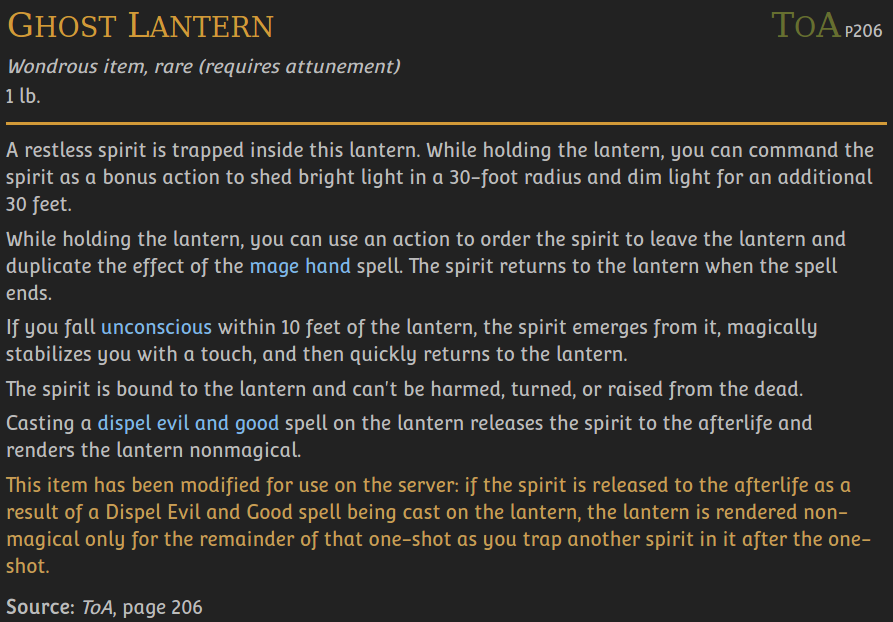 Ghost Lantern ToA P206
Wondrous item, rare (requires attunement)
1 lb.
A restless spirit is trapped inside this lantern. While holding the lantern, you can command the
spirit as a bonus action to shed bright light in a 30-foot radius and dim light for an additional
30 feet.
While holding the lantern, you can use an action to order the spirit to leave the lantern and
duplicate the effect of the mage hand spell. The spirit returns to the lantern when the spell
ends.
If you fall unconscious within 10 feet of the lantern, the spirit emerges from it, magically
stabilizes you with a touch, and then quickly returns to the lantern.
The spirit is bound to the lantern and can't be harmed, turned, or raised from the dead.
Casting a dispel evil and good spell on the lantern releases the spirit to the afterlife and
renders the lantern nonmagical.
This item has been modified for use on the server: if the spirit is released to the afterlife as a
result of a Dispel Evil and Good spell being cast on the lantern, the lantern is rendered non-
magical only for the remainder of that one-shot as you trap another spirit in it after the one-
shot.
Source: ToA, page 206